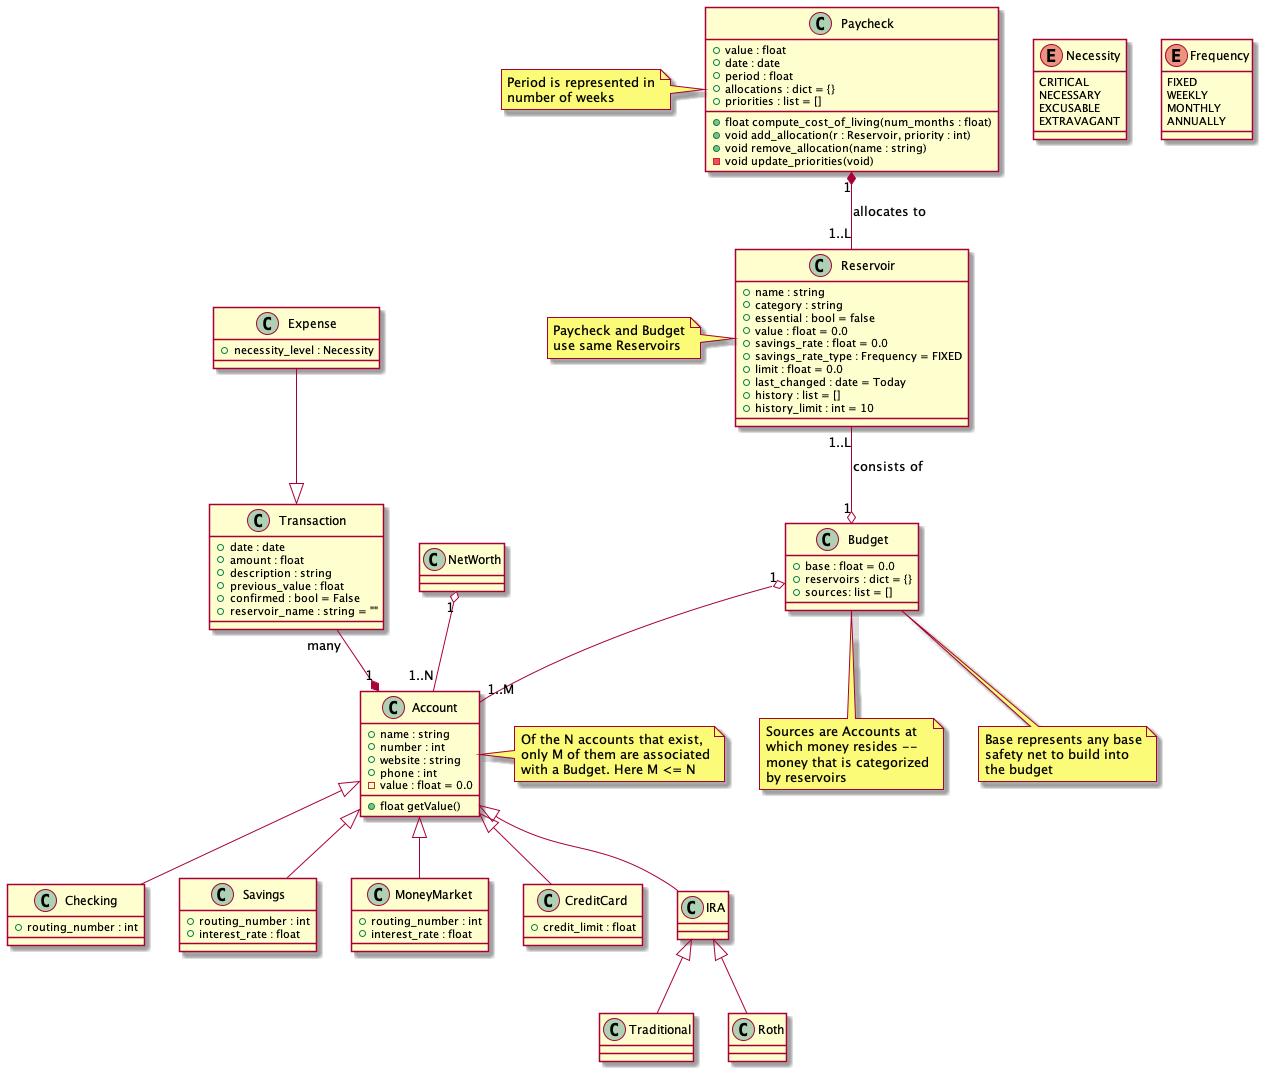 C Paycheck
value : float
date : date
period : float
allocations : dict = {}
priorities : list = []
float compute_cost_of_living(num_months : float)
void add_allocation(r : Reservoir, priority : int)
void remove_allocation(name : string)
void update_priorities(void)
E Necessity
CRITICAL
NECESSARY
EXCUSABLE
EXTRAVAGANT
E Frequency
FIXED
WEEKLY
MONTHLY
ANNUALLY
Period is represented in
number of weeks
1
allocates to
1..L
C Reservoir
name : string
category : string
essential : bool = false
value : float = 0.0
savings_rate : float = 0.0
savings_rate_type : Frequency = FIXED
limit : float = 0.0
last_changed : date = Today
history : list = []
history_limit : int = 10
Paycheck and Budget
use same Reservoirs
C Expense
necessity_level : Necessity
1..L
consists of
1
C Transaction
date : date
amount : float
description : string
previous_value : float
confirmed : bool = False
reservoir_name : string = ""
C NetWorth
C Budget
base : float = 0.0
reservoirs : dict = {}
sources: list = []
1
1
many
1
1..N
1..M
C Account
name : string
number : int
website : string
phone : int
value : float = 0.0
float getValue()
Of the N accounts that exist,
only M of them are associated
with a Budget. Here M <= N
Sources are Accounts at
which money resides --
money that is categorized
by reservoirs
Base represents any base
safety net to build into
the budget
C Checking
routing_number : int
C Savings
routing_number : int
interest_rate : float
C MoneyMarket
routing_number : int
interest_rate : float
C CreditCard
credit_limit : float
C IRA
C Traditional
C Roth